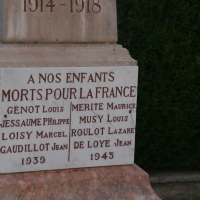 1914-1918
A NOS ENFANTS
MORTS POUR LA FRANCE
GENOT Louis MERITE Maurice
JESSAUME Philippe MUSY Louis
LOISY Marcel ROULOT Lazare
GAUDILLOT Jean DE LOYE Jean
1939 1945